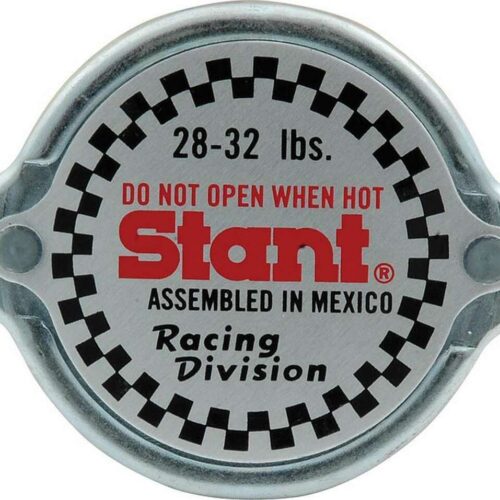 28-32 lbs.
DO NOT OPEN WHEN HOT
Stant®
ASSEMBLED IN MEXICO
Racing
Division